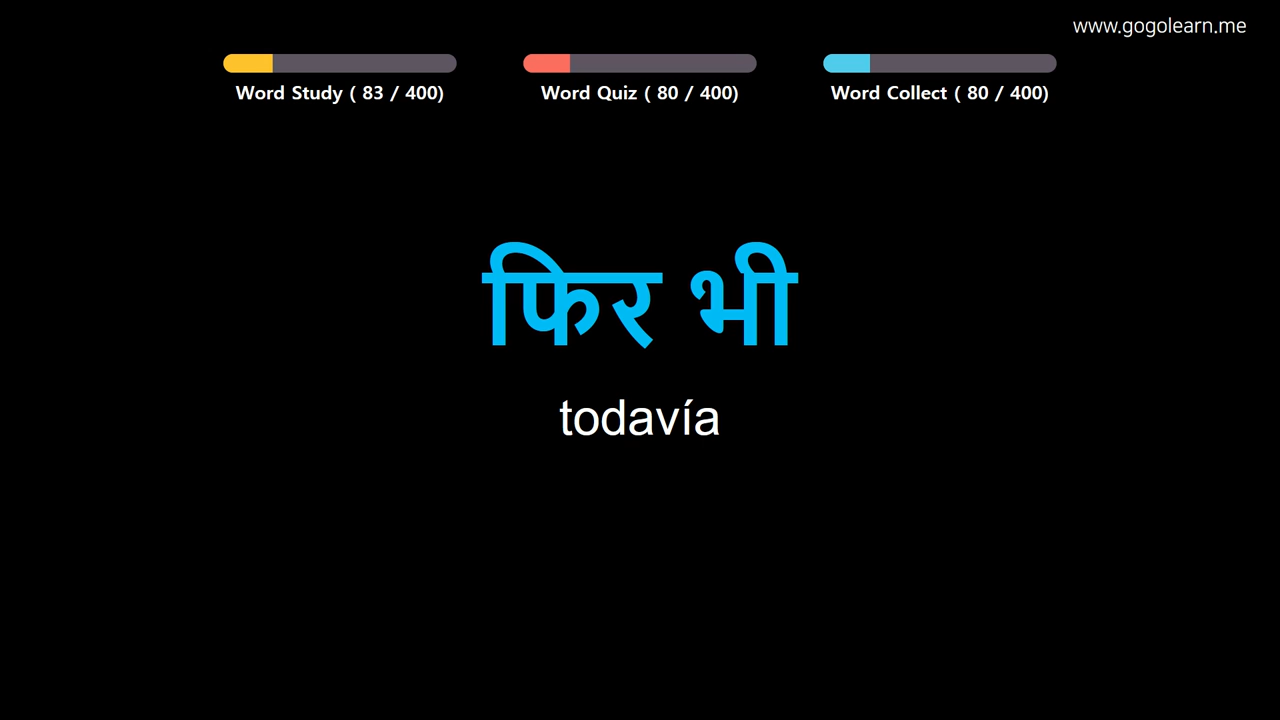 www.gogolearn.me
Word Study ( 83 / 400)
Word Quiz ( 80 / 400)
Word Collect ( 80 / 400)
फिर भी
todavía